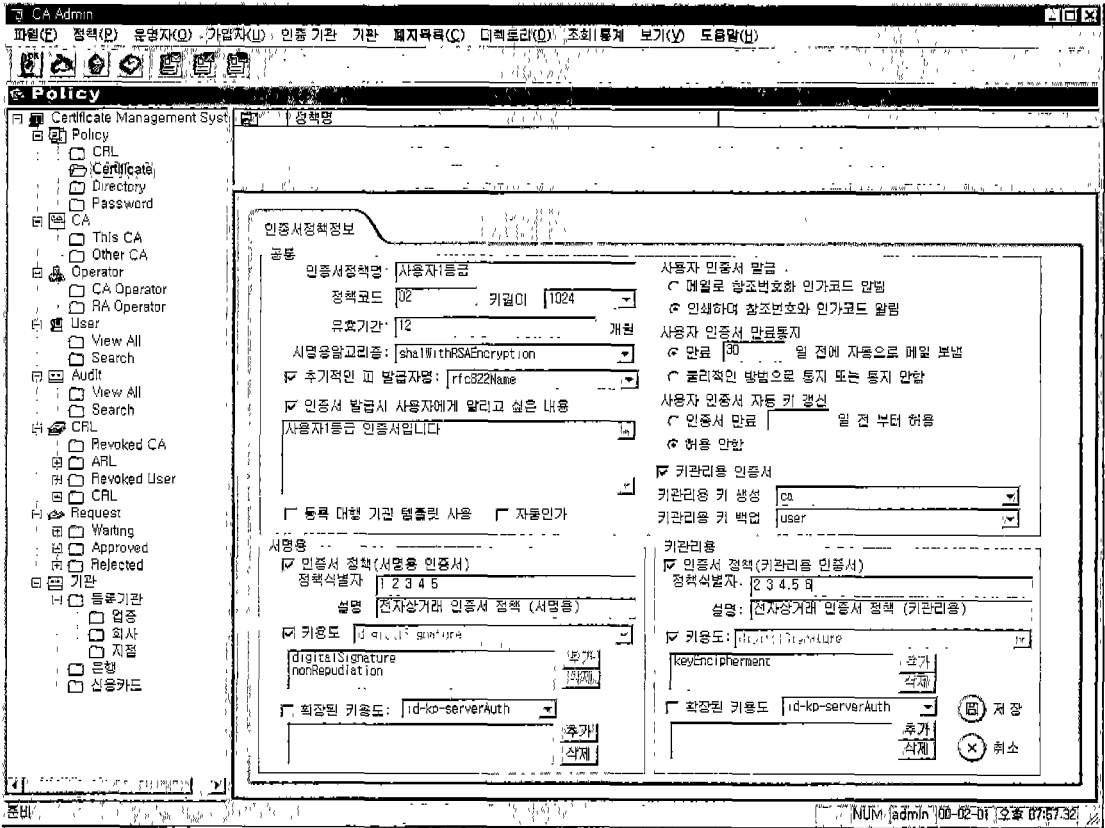 CA Admin
파일(F) 정책(P) 운영자(O) 가입자(U) 인증 기관 기관 폐지목록(C) 디렉토리(D) 조회|통계 보기(V) 도움말(H)
Policy
Certificate Management Syst
정책명
Policy
CRL
Certificate
Directory
Password
CA
This CA
Other CA
Operator
CA Operator
RA Operator
User
View All
Search
Audit
View All
Search
CRL
Revoked CA
ARL
Revoked User
CRL
Request
Waiting
Approved
Rejected
기관
등록기관
업종
회사
지점
은행
신용카드
인증서정책정보
공통
인증서정책명: 사용자1등급
정책코드 02 키길이 1024
유효기간: 12 개월
서명용알고리즘: sha1WithRSAEncryption
추가적인 피 발급자명: rfc822Name
인증서 발급시 사용자에게 알리고 싶은 내용
사용자1등급 인증서입니다
등록 대행 기관 템플릿 사용 자동인가
사용자 인증서 발급
메일로 참조번호와 인가코드 알림
인쇄하며 참조번호와 인가코드 알림
사용자 인증서 만료통지
만료 30 일 전에 자동으로 메일 보냄
물리적인 방법으로 통지 또는 통지 안함
사용자 인증서 자동 키 갱신
인증서 만료 일 전 부터 허용
허용 안함
키관리용 인증서
키관리용 키 생성 ca
키관리용 키 백업 user
서명용
인증서 정책(서명용 인증서)
정책식별자 1 2 3 4 5
설명 전자상거래 인증서 정책 (서명용)
키용도 digitalSignature
digitalSignature
nonRepudiation
추가
삭제
확장된 키용도: id-kp-serverAuth
추가
삭제
키관리용
인증서 정책(키관리용 인증서)
정책식별자. 2 3 4.5 6
설명: 전자상거래 인증서 정책 (키관리용)
키용도: digitalSignature
keyEncipherment
추가
삭제
확장된 키용도 id-kp-serverAuth
추가
삭제
저장
취소
준비
NUM admin 00-02-01 오후 07:57:32